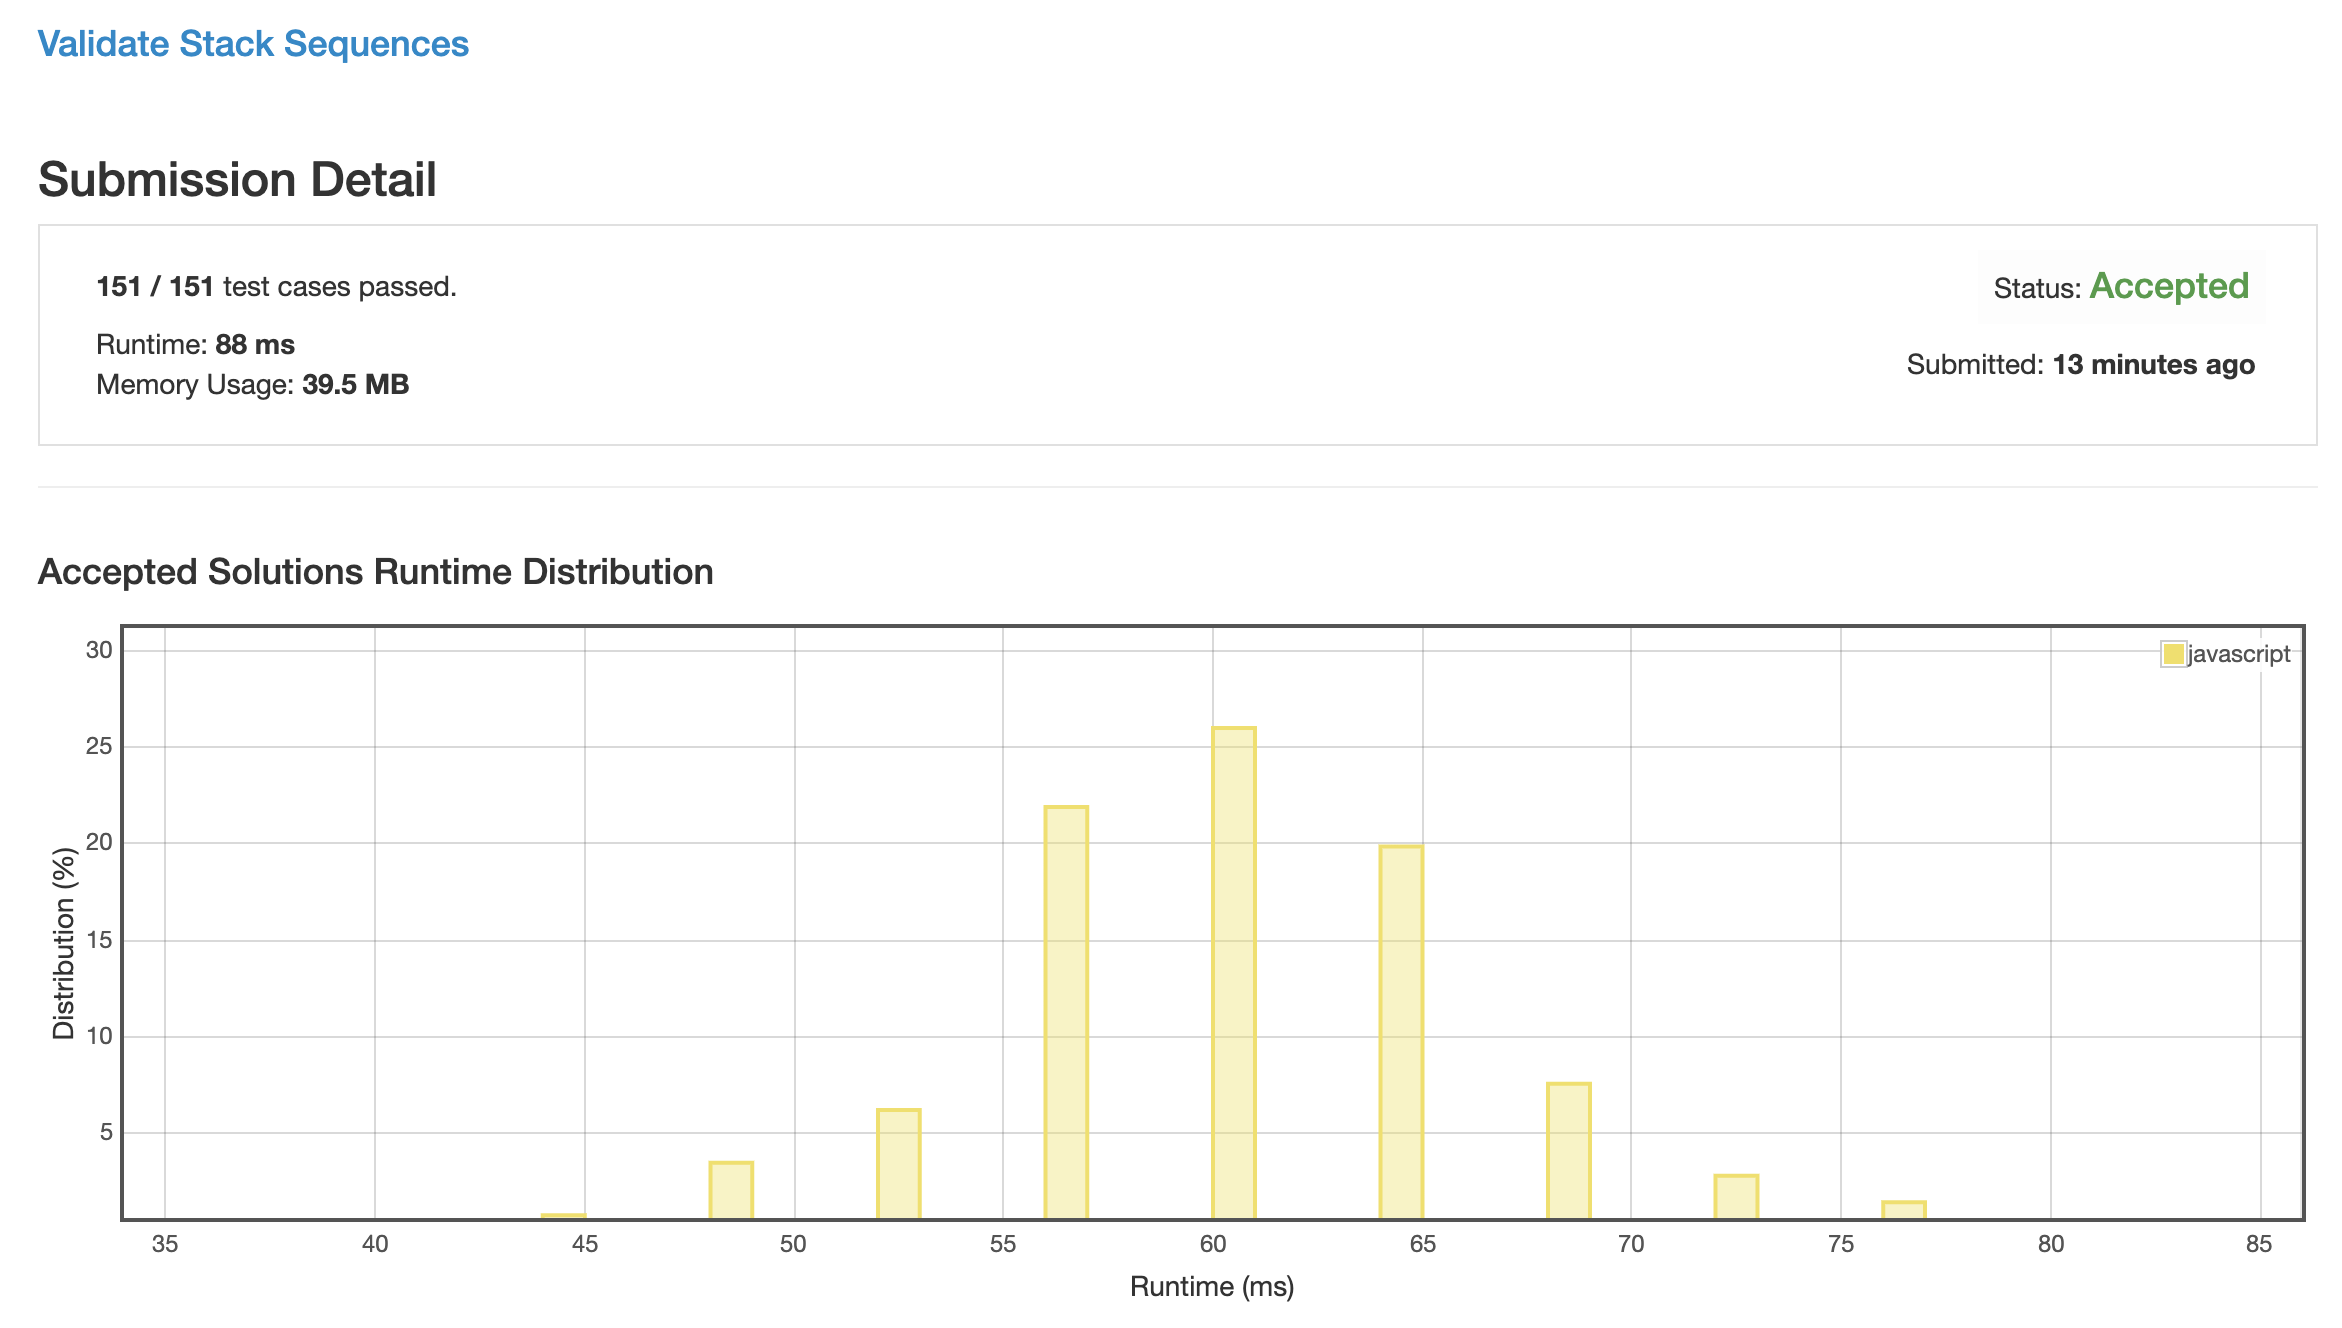 Validate Stack Sequences
Submission Detail
151 / 151 test cases passed.
Status: Accepted
Runtime: 88 ms
Submitted: 13 minutes ago
Memory Usage: 39.5 MB
Accepted Solutions Runtime Distribution
javascript
30
25
20
15
10
5
Distribution (%)
35 40 45 50 55 60 65 70 75 80 85
Runtime (ms)